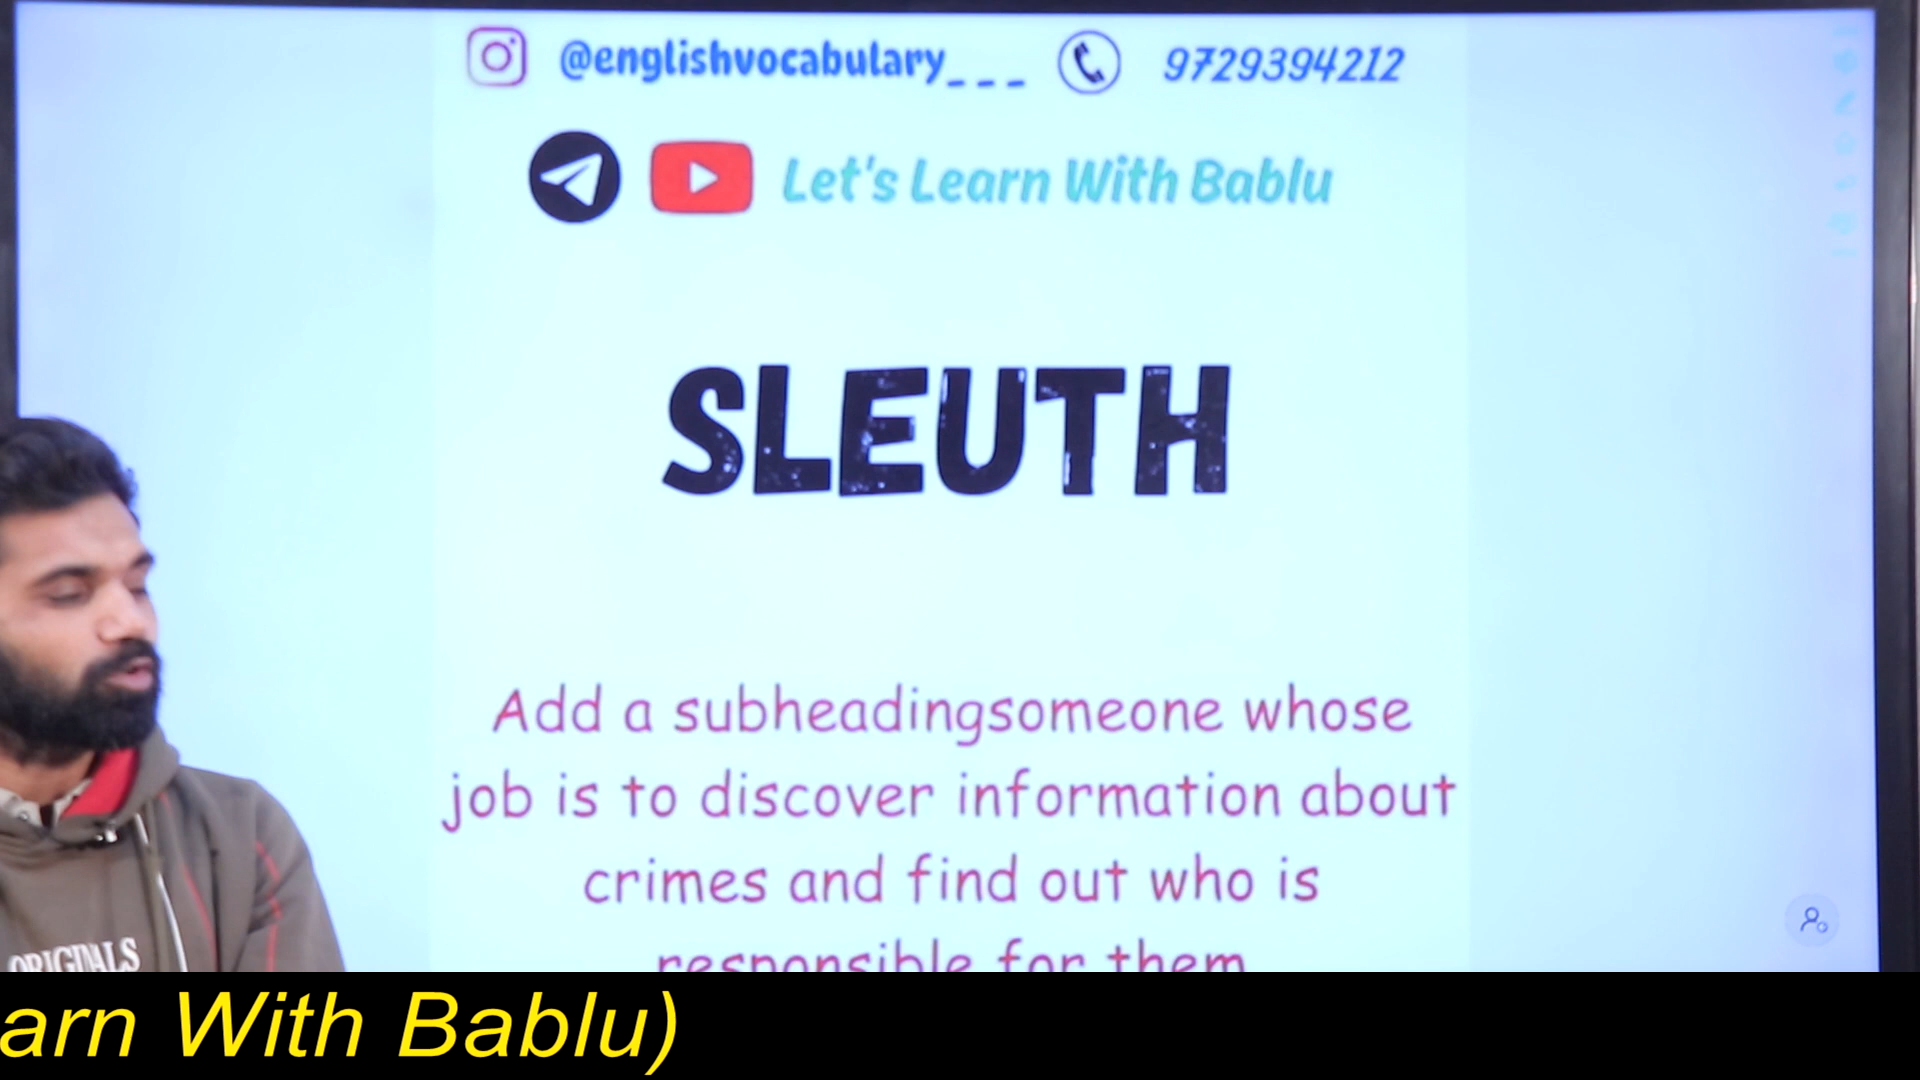 @englishvocabulary___ 9729394212
Let's Learn With Bablu
SLEUTH
Add a subheadingsomeone whose
job is to discover information about
crimes and find out who is
responsible for them
ORIGINALS
arn With Bablu)